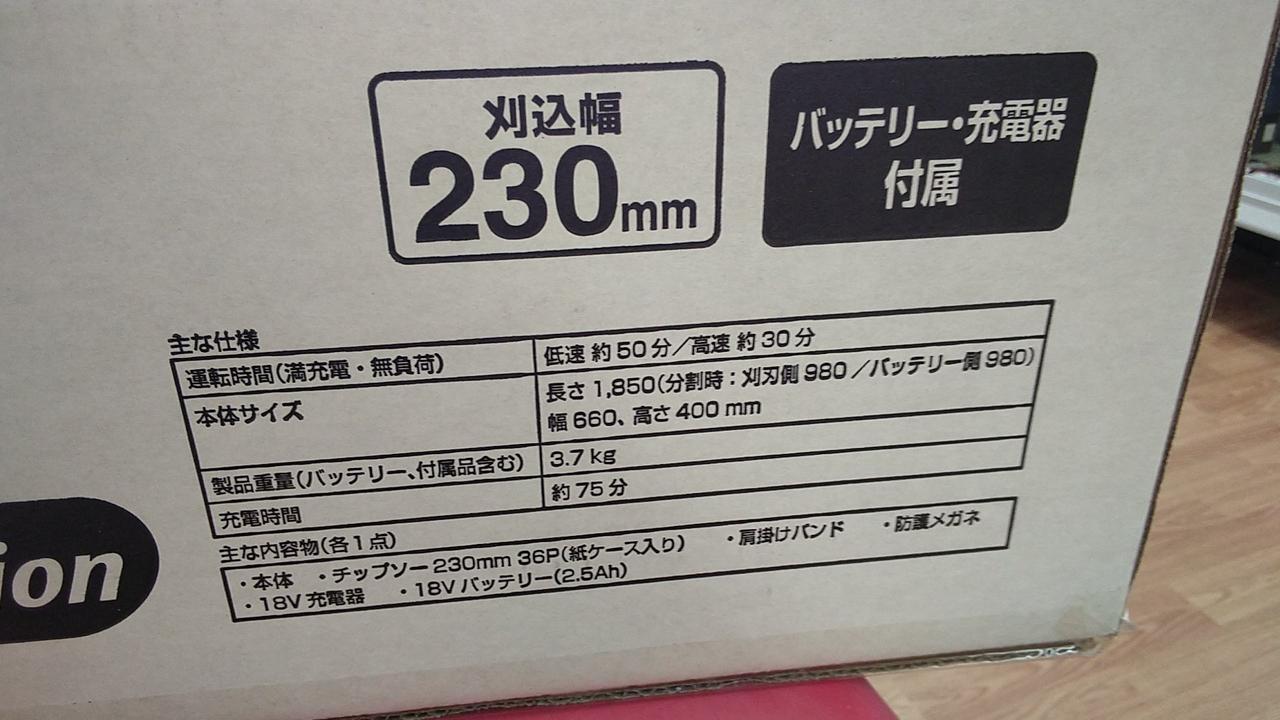 刈込幅
230mm
バッテリー・充電器
付属
主な仕様
運転時間(満充電・無負荷) 低速 約50分/高速 約30分
本体サイズ 長さ 1,850(分割時:刈刃側 980/バッテリー側 980)
幅 660、高さ 400 mm
製品重量(バッテリー、付属品含む) 3.7 kg
充電時間 約 75 分
主な内容物(各1点)
・本体 ・チップソー 230mm 36P(紙ケース入り) ・肩掛けバンド ・防護メガネ
・18V 充電器 ・18V バッテリー(2.5Ah)
ion